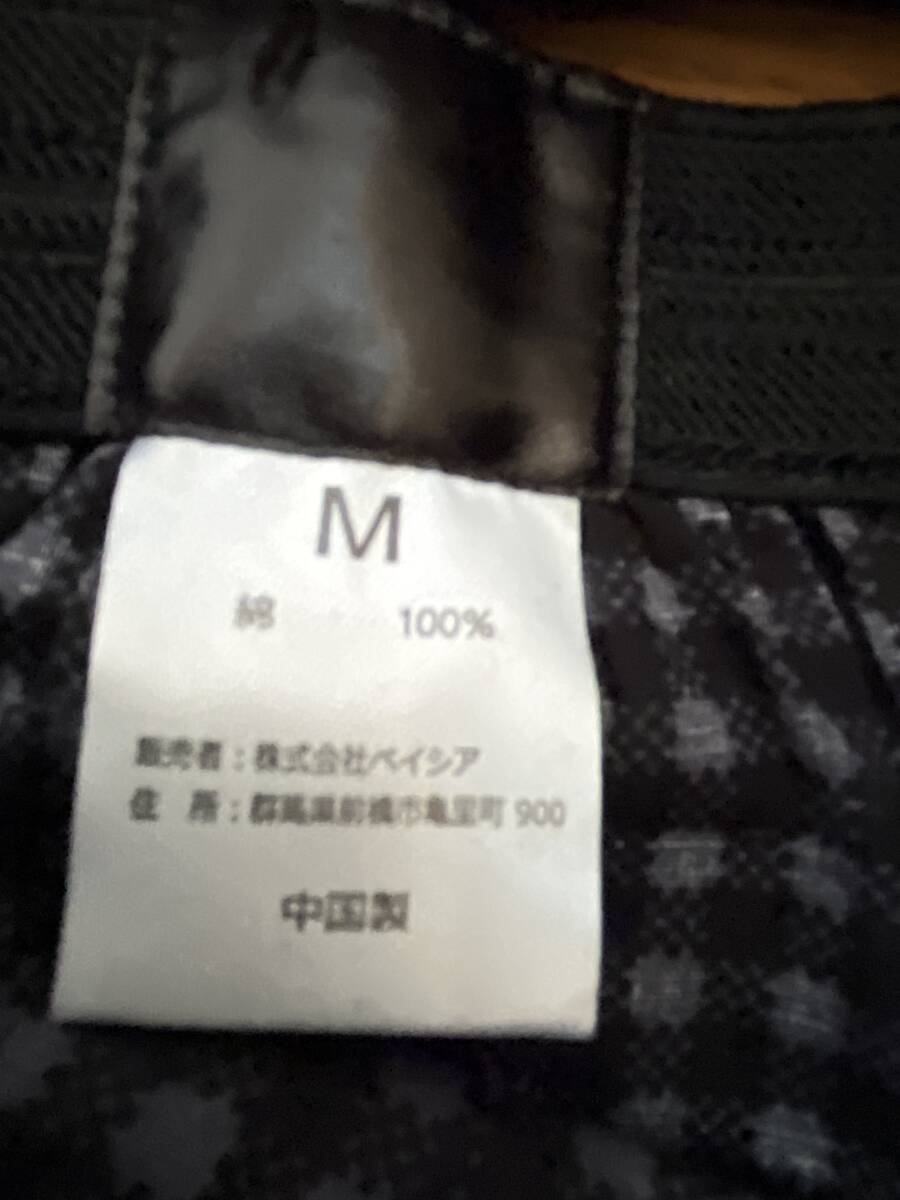 M
綿 100%
販売者：株式会社ベイシア
住 所：群馬県前橋市亀里町 900
中国製